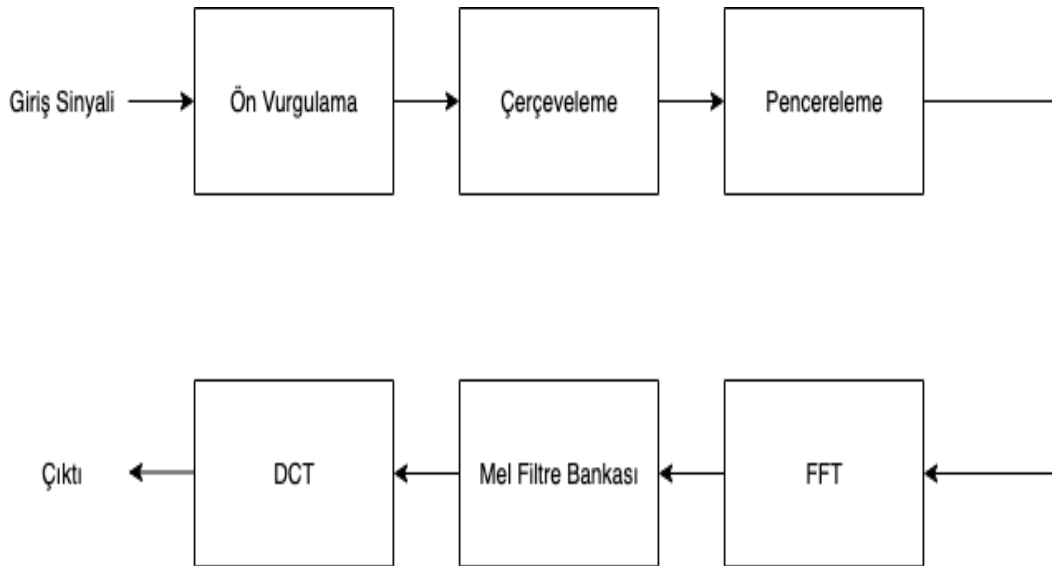 Giriş Sinyali
Ön Vurgulama
Çerçeveleme
Pencereleme
FFT
Mel Filtre Bankası
DCT
Çıktı